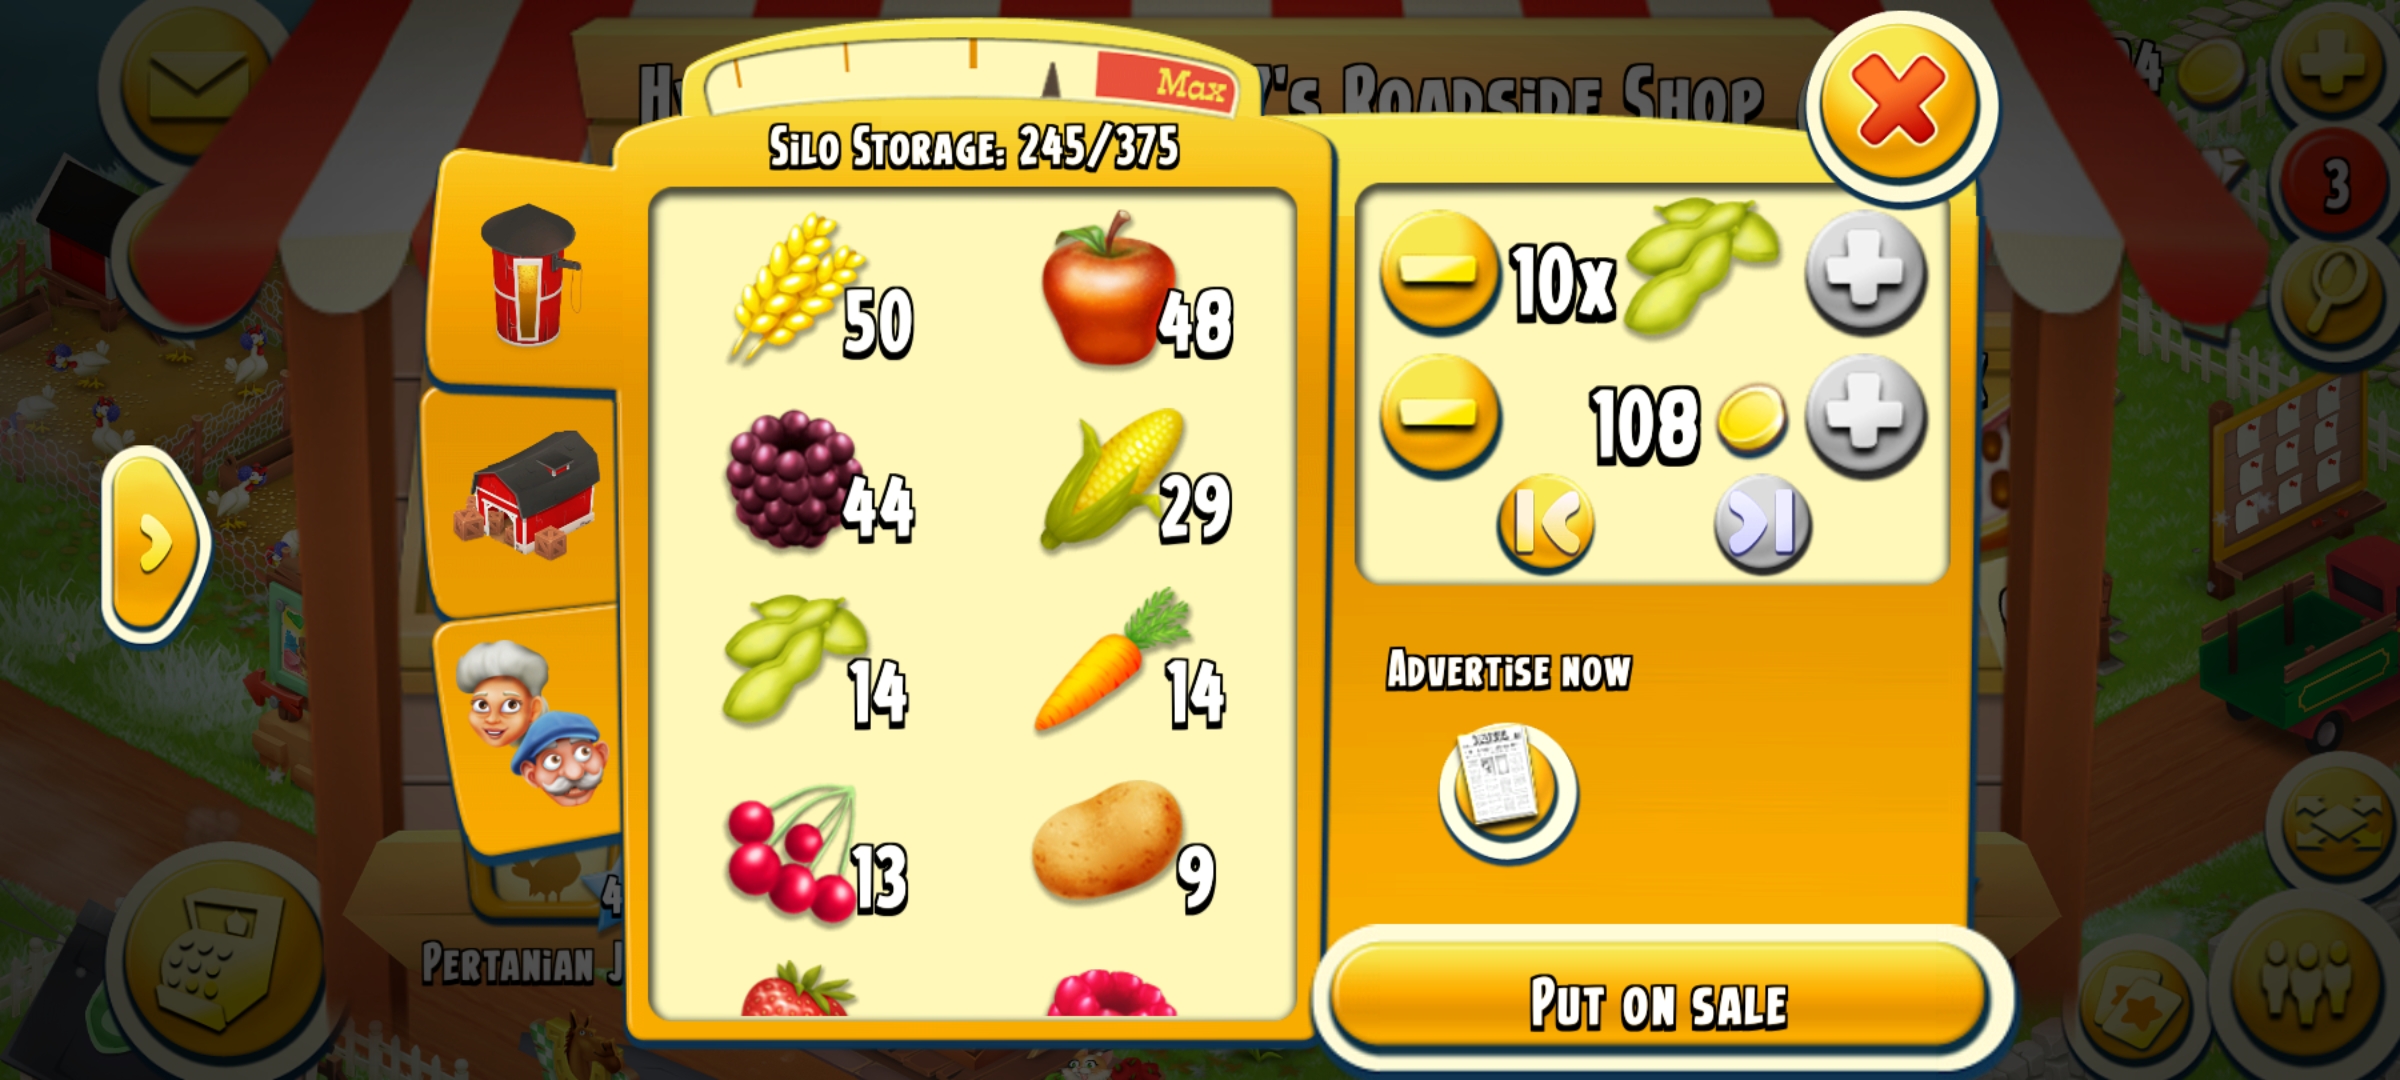 Max
'S ROADSIDE SHOP
SILO STORAGE: 245/375
3
50
48
10x
108
44
29
14
14
ADVERTISE NOW
13
9
PERTANIAN
PUT ON SALE